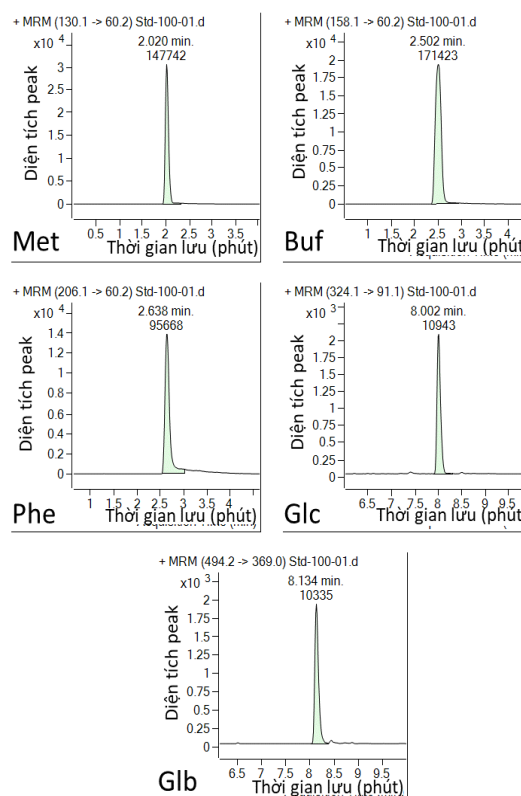 + MRM (130.1 -> 60.2) Std-100-01.d
x10 4
2.020 min.
147742
3
2.5
2
1.5
1
0.5
0
Diện tích peak
0.5 1 1.5 2 2.5 3 3.5 4
Met
Thời gian lưu (phút)
+ MRM (158.1 -> 60.2) Std-100-01.d
x10 4
2.502 min.
171423
2
1.75
1.5
1.25
1
0.75
0.5
0.25
0
Diện tích peak
1 1.5 2 2.5 3 3.5 4
Buf
Thời gian lưu (phút
+ MRM (206.1 -> 60.2) Std-100-01.d
x10 4
2.638 min.
95668
1.4
1.2
1
0.8
0.6
0.4
0.2
0
Diện tích peak
1 1.5 2 2.5 3 3.5 4
Phe
Thời gian lưu (phút)
+ MRM (324.1 -> 91.1) Std-100-01.d
x10 3
8.002 min.
10943
2.5
2
1.5
1
0.5
0
Diện tích peak
6.5 7 7.5 8 8.5 9 9.5
Glc
Thời gian lưu (phút
+ MRM (494.2 -> 369.0) Std-100-01.d
x10 3
8.134 min.
10335
2
1.75
1.5
1.25
1
0.75
0.5
0.25
0
Diện tích peak
6.5 7 7.5 8 8.5 9 9.5
Glb
Thời gian lưu (phút)